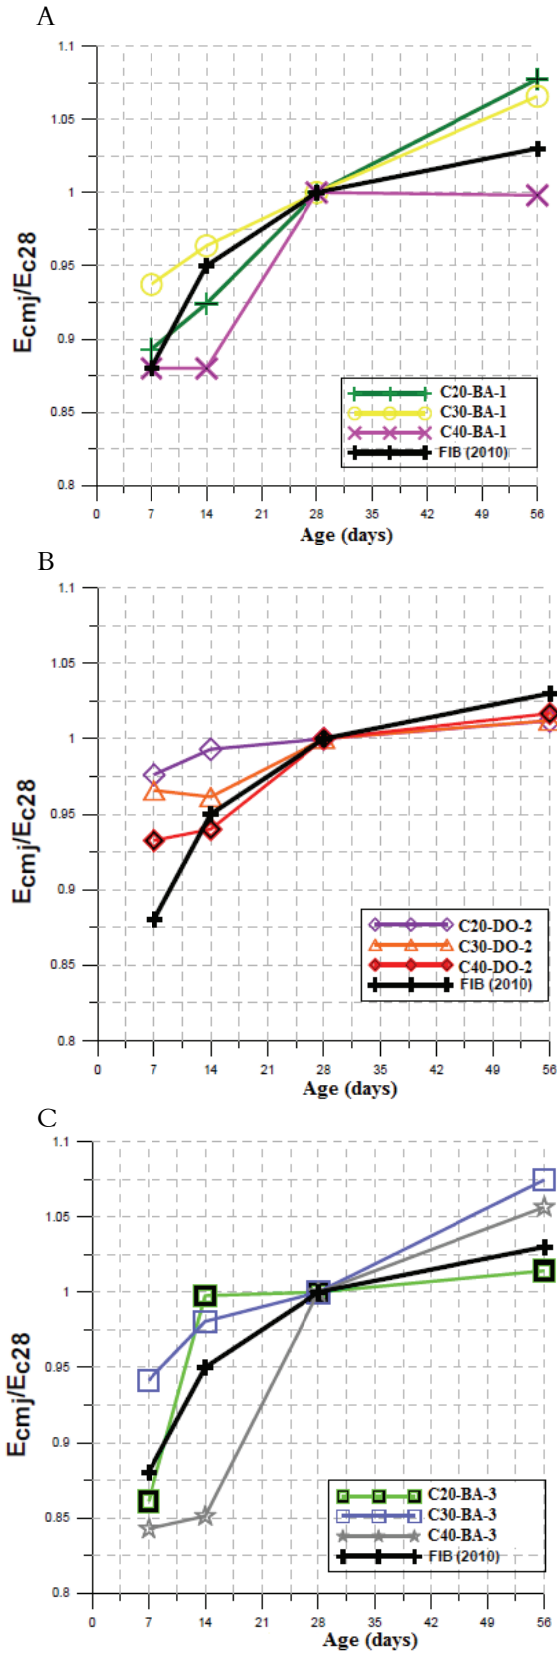 A
1.1
1.05
1
0.95
0.9
0.85
0.8
Ecmj/Ec28
C20-BA-1
C30-BA-1
C40-BA-1
FIB (2010)
0 7 14 21 28 35 42 49 56
Age (days)
B
1.1
1.05
1
0.95
0.9
0.85
0.8
Ecmj/Ec28
C20-DO-2
C30-DO-2
C40-DO-2
FIB (2010)
0 7 14 21 28 35 42 49 56
Age (days)
C
1.1
1.05
1
0.95
0.9
0.85
0.8
Ecmj/Ec28
C20-BA-3
C30-BA-3
C40-BA-3
FIB (2010)
0 7 14 21 28 35 42 49 56
Age (days)